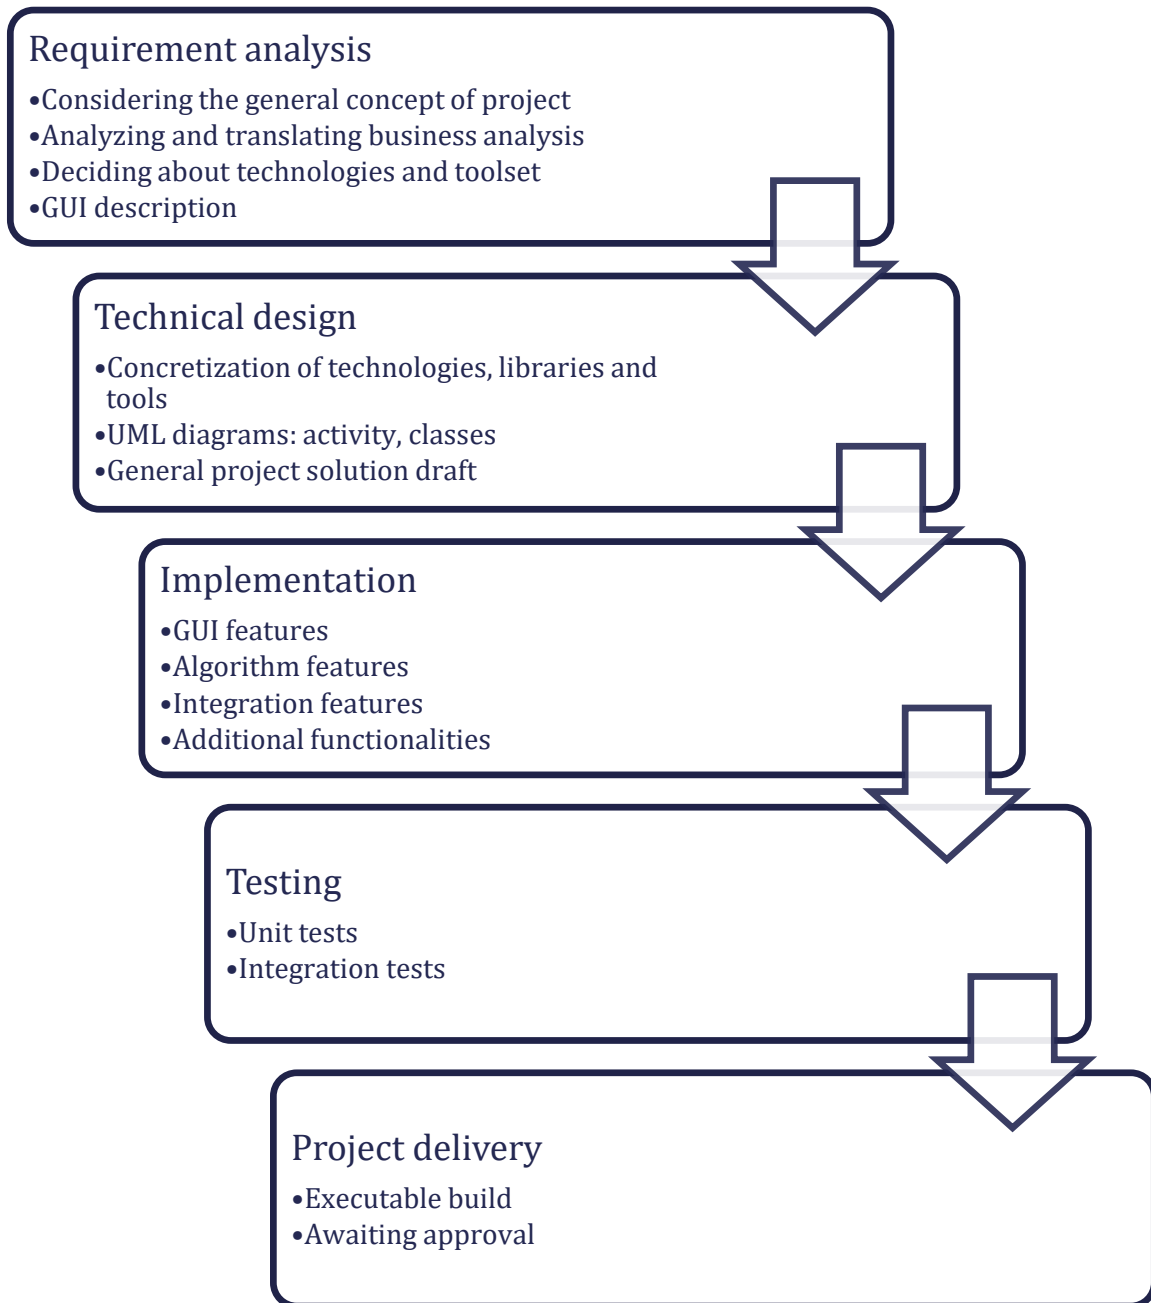 Requirement analysis
•Considering the general concept of project
•Analyzing and translating business analysis
•Deciding about technologies and toolset
•GUI description
Technical design
•Concretization of technologies, libraries and
tools
•UML diagrams: activity, classes
•General project solution draft
Implementation
•GUI features
•Algorithm features
•Integration features
•Additional functionalities
Testing
•Unit tests
•Integration tests
Project delivery
•Executable build
•Awaiting approval